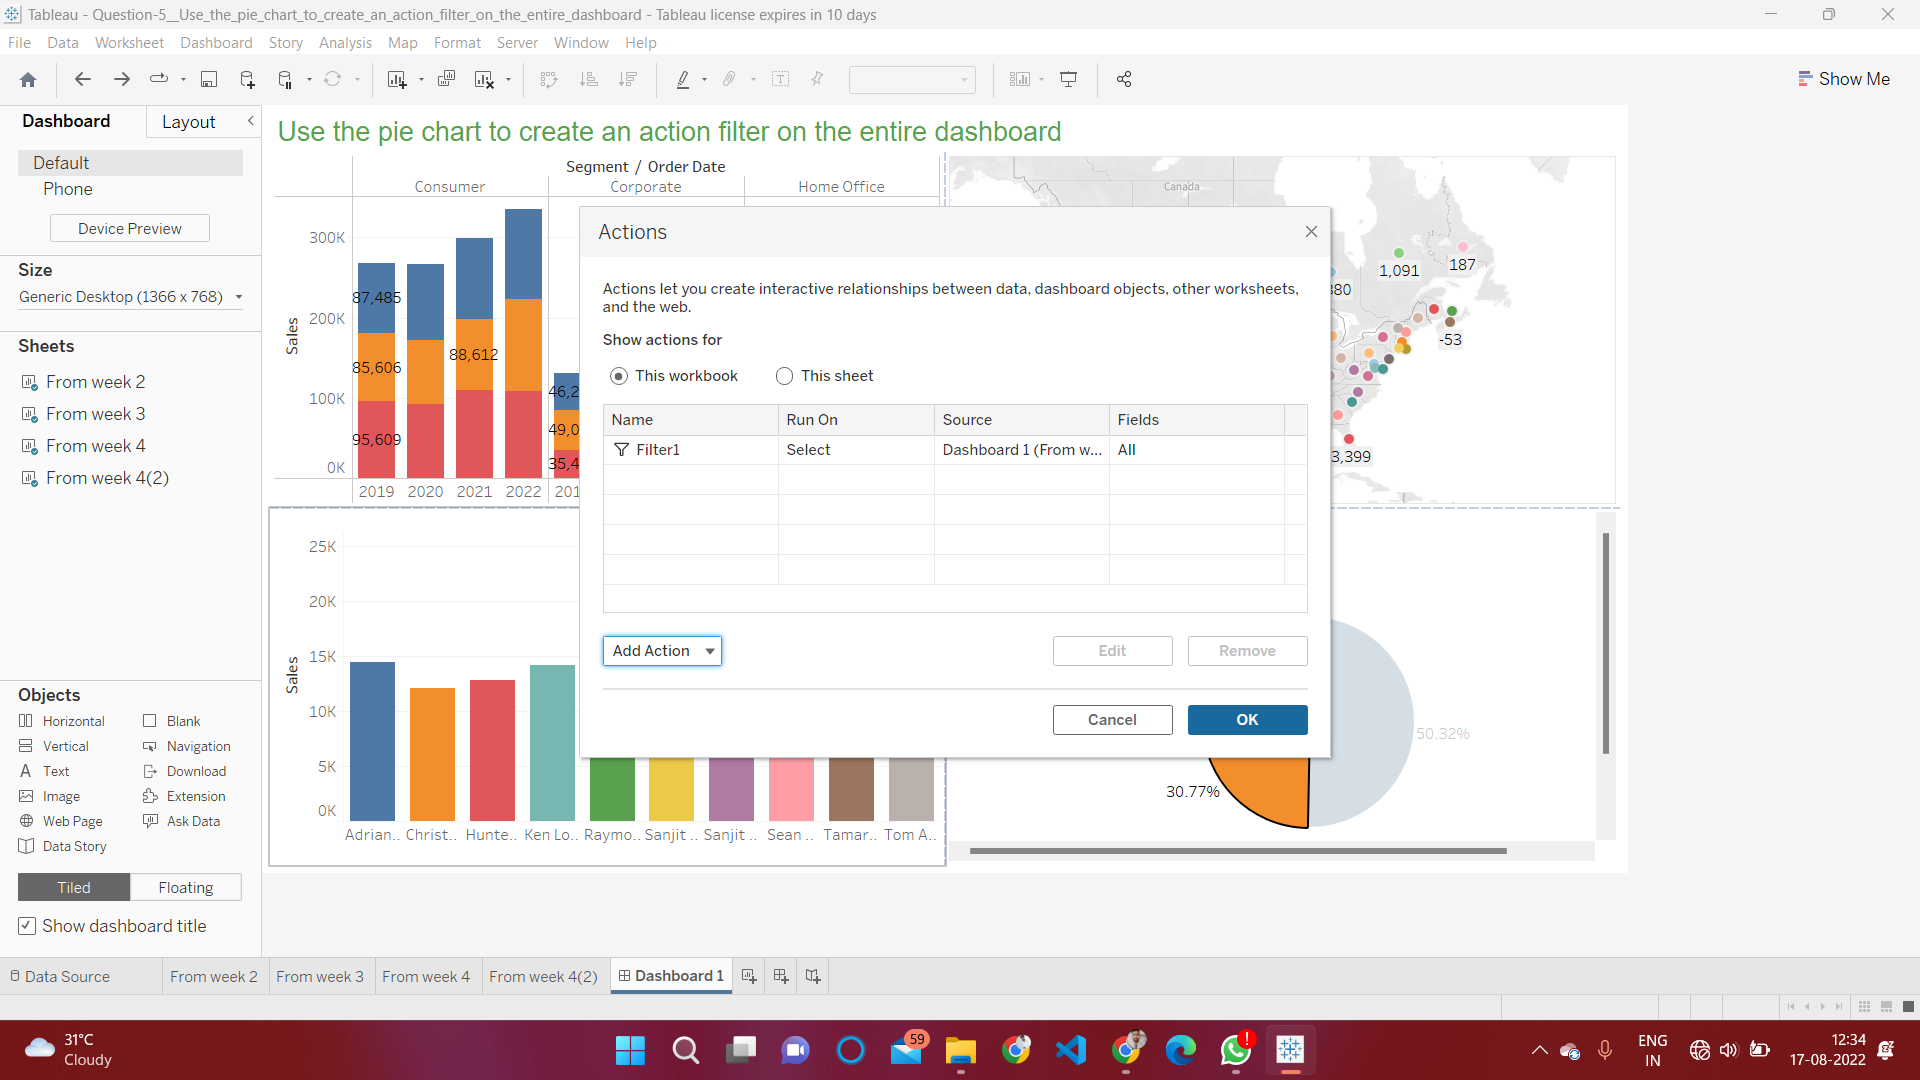 Tableau - Question-5__Use_the_pie_chart_to_create_an_action_filter_on_the_entire_dashboard - Tableau license expires in 10 days
File Data Worksheet Dashboard Story Analysis Map Format Server Window Help
Show Me
Dashboard Layout
Default
Phone
Device Preview
Size
Generic Desktop (1366 x 768)
Sheets
From week 2
From week 3
From week 4
From week 4(2)
Objects
Horizontal Blank
Vertical Navigation
Text Download
Image Extension
Web Page Ask Data
Data Story
Tiled Floating
Show dashboard title
Use the pie chart to create an action filter on the entire dashboard
Segment / Order Date
Consumer Corporate Home Office
Sales
300K
200K
100K
0K
87,485
85,606
95,609
88,612
46,2
49,0
35,4
2019 2020 2021 2022 201
Canada
1,091
187
380
-53
3,399
Actions
Actions let you create interactive relationships between data, dashboard objects, other worksheets,
and the web.
Show actions for
This workbook This sheet
Name Run On Source Fields
Filter1 Select Dashboard 1 (From w... All
Add Action Edit Remove
Cancel OK
Sales
25K
20K
15K
10K
5K
0K
Adrian.. Christ.. Hunte.. Ken Lo.. Raymo.. Sanjit .. Sanjit .. Sean .. Tamar.. Tom A..
50.32%
30.77%
Data Source From week 2 From week 3 From week 4 From week 4(2) Dashboard 1
31°C
Cloudy
59
ENG
IN
12:34
17-08-2022